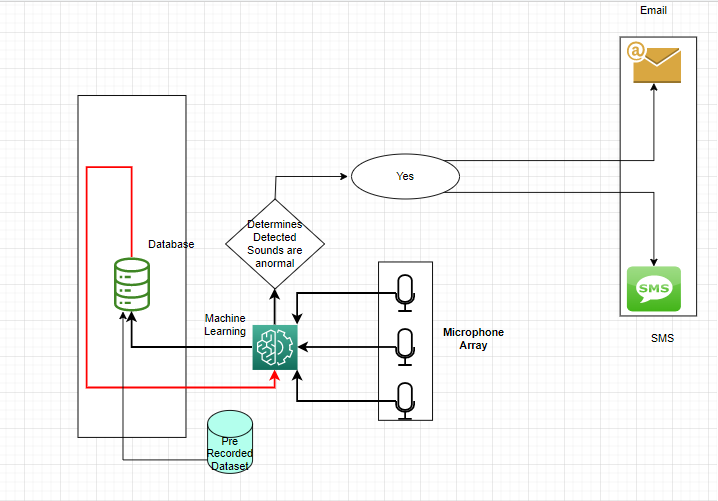 Email
@
Yes
Determines
Detected
Sounds are
anormal
Database
SMS
Machine
Learning
Microphone
Array
SMS
Pre
Recorded
Dataset